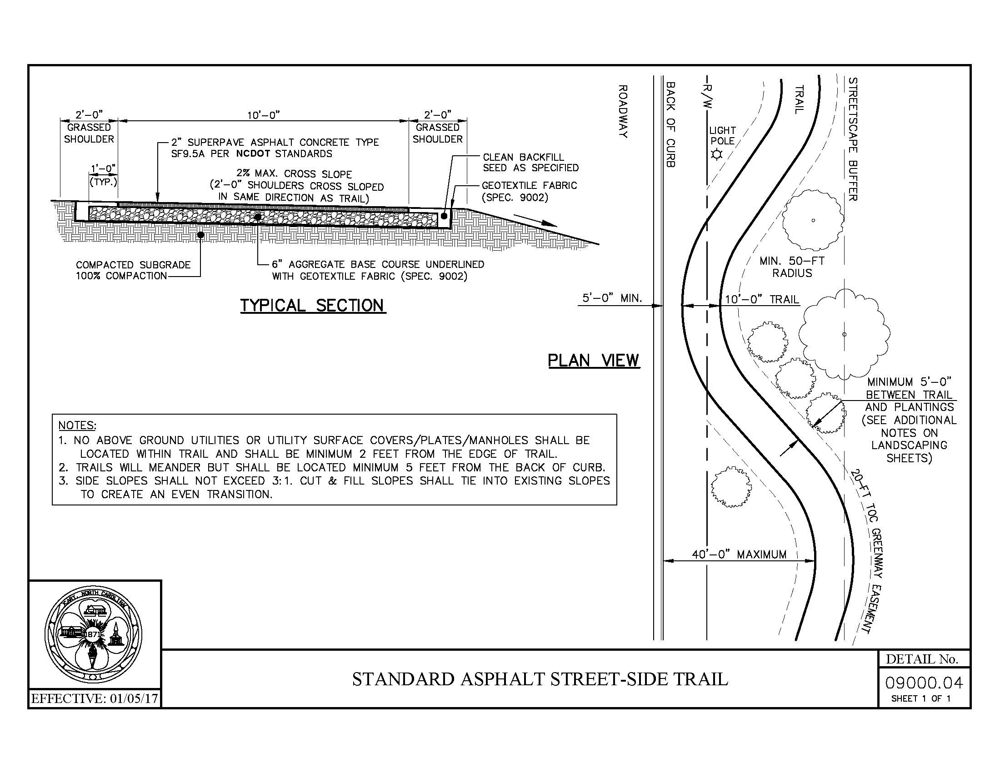 2'-0"
GRASSED
SHOULDER
10'-0"
2'-0"
GRASSED
SHOULDER
2" SUPERPAVE ASPHALT CONCRETE TYPE
SF9.5A PER NCDOT STANDARDS
1'-0"
(TYP.)
2% MAX. CROSS SLOPE
(2'-0" SHOULDERS CROSS SLOPED
IN SAME DIRECTION AS TRAIL)
CLEAN BACKFILL
SEED AS SPECIFIED
GEOTEXTILE FABRIC
(SPEC. 9002)
COMPACTED SUBGRADE
100% COMPACTION
6" AGGREGATE BASE COURSE UNDERLINED
WITH GEOTEXTILE FABRIC (SPEC. 9002)
TYPICAL SECTION
ROADWAY
BACK OF CURB
R/W
TRAIL
STREETSCAPE BUFFER
LIGHT
POLE
MIN. 50-FT
RADIUS
5'-0" MIN.
10'-0" TRAIL
PLAN VIEW
MINIMUM 5'-0"
BETWEEN TRAIL
AND PLANTINGS
(SEE ADDITIONAL
NOTES ON
LANDSCAPING
SHEETS)
20-FT TOC GREENWAY EASEMENT
40'-0" MAXIMUM
NOTES:
1. NO ABOVE GROUND UTILITIES OR UTILITY SURFACE COVERS/PLATES/MANHOLES SHALL BE
LOCATED WITHIN TRAIL AND SHALL BE MINIMUM 2 FEET FROM THE EDGE OF TRAIL.
2. TRAILS WILL MEANDER BUT SHALL BE LOCATED MINIMUM 5 FEET FROM THE BACK OF CURB.
3. SIDE SLOPES SHALL NOT EXCEED 3:1. CUT & FILL SLOPES SHALL TIE INTO EXISTING SLOPES
TO CREATE AN EVEN TRANSITION.
CARY, NORTH CAROLINA
1871
EFFECTIVE: 01/05/17
STANDARD ASPHALT STREET-SIDE TRAIL
DETAIL No.
09000.04
SHEET 1 OF 1